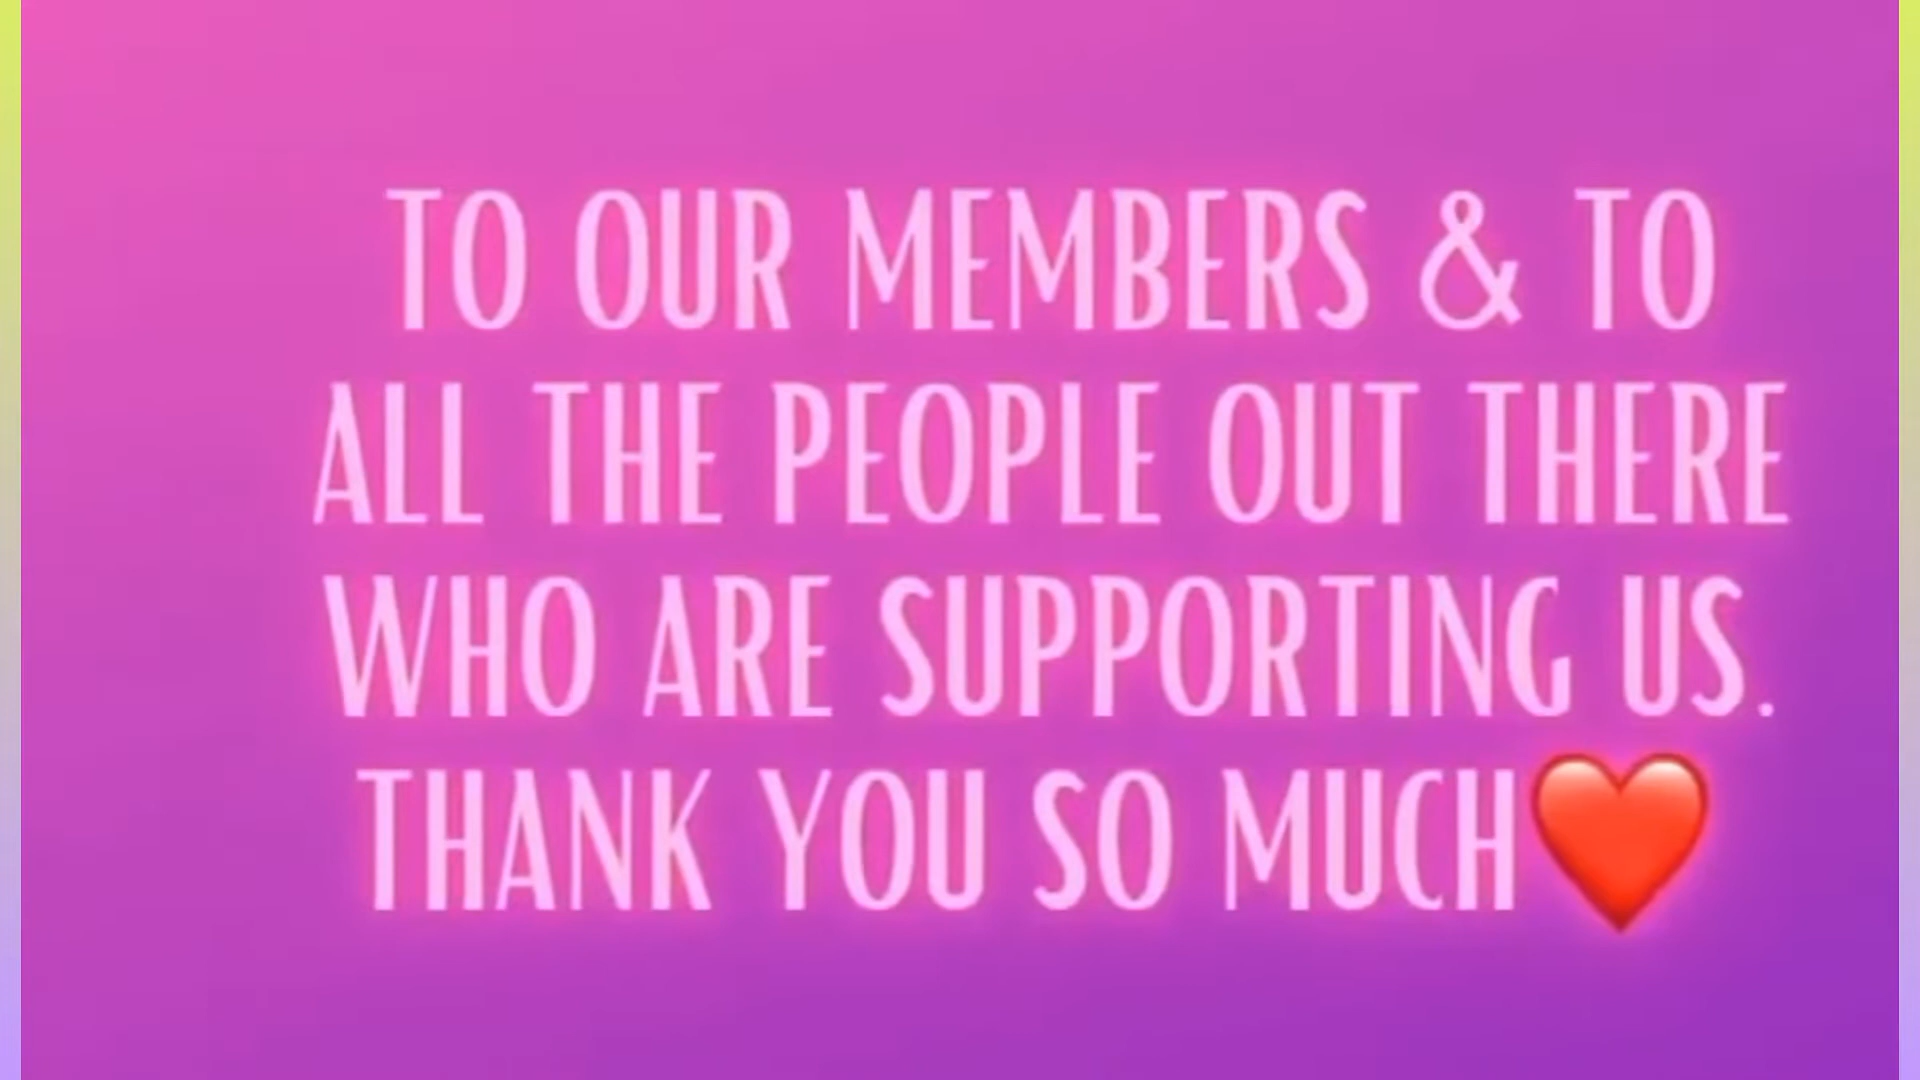 TO OUR MEMBERS & TO
ALL THE PEOPLE OUT THERE
WHO ARE SUPPORTING US.
THANK YOU SO MUCH❤️